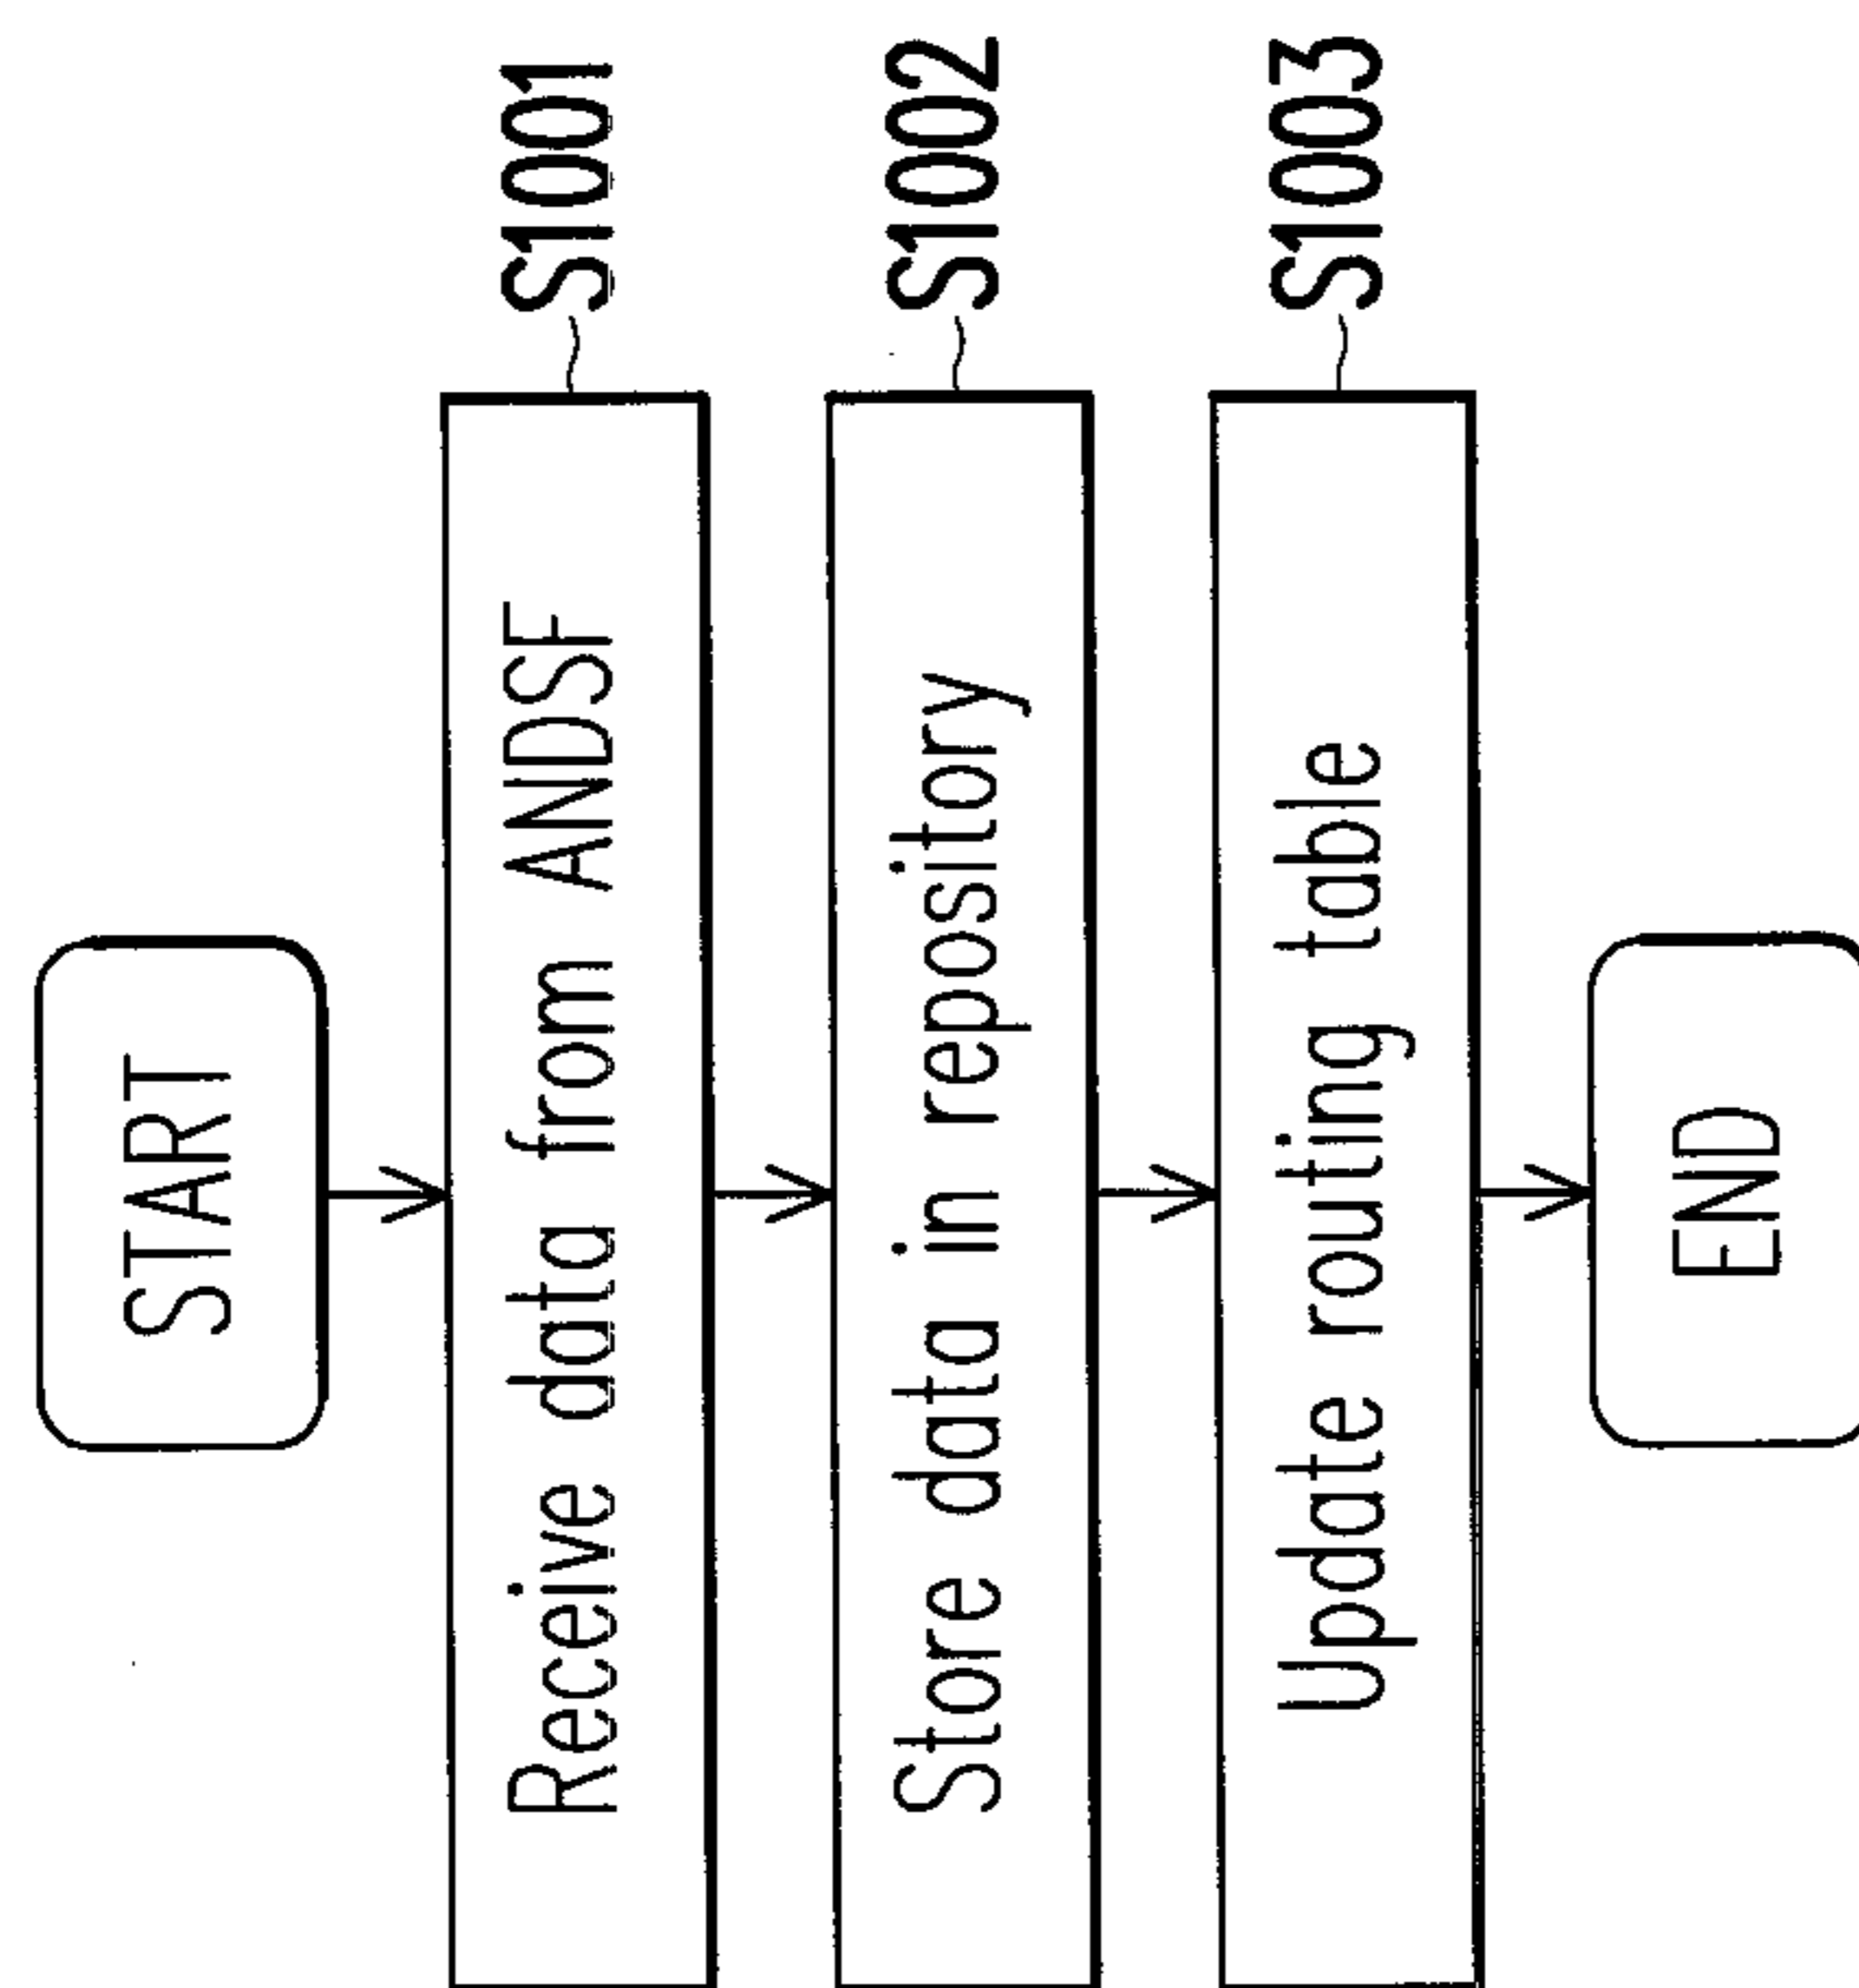 START
Receive data from ANDSF
S1001
Store data in repository
S1002
Update routing table
S1003
END